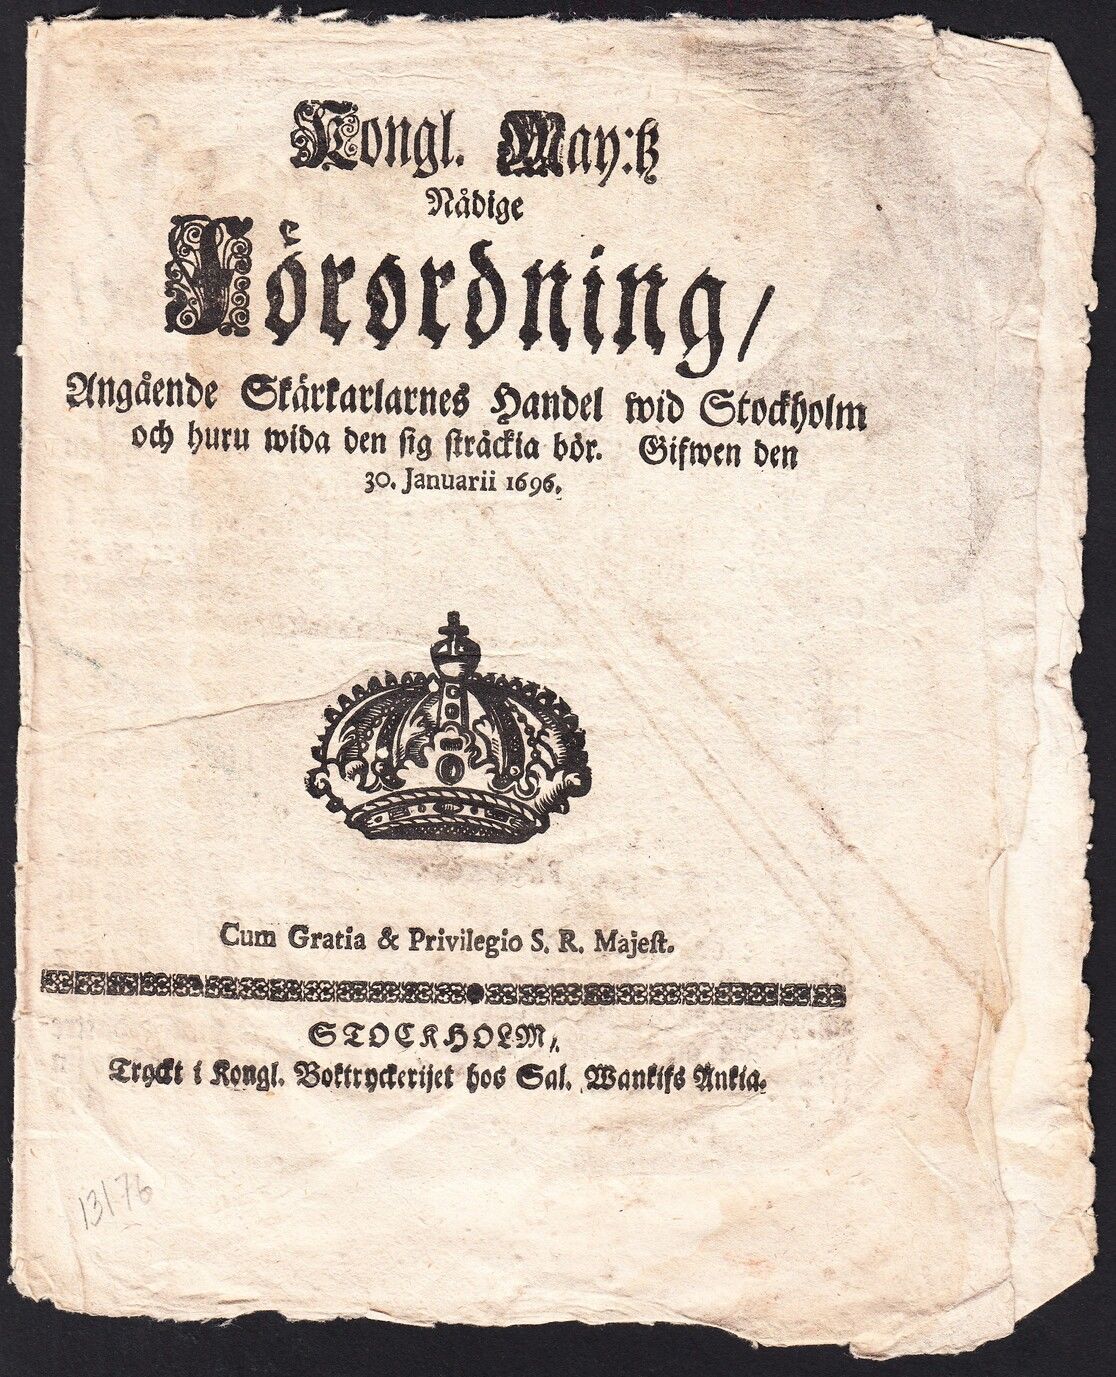 Kongl. May:tz
Nådige
Förordning/
Angående Skärkarlarnes Handel wid Stockholm
och huru wida den sig sträckia bör. Gifwen den
30. Januarii 1696.
Cum Gratia & Privilegio S. R. Majest.
STOCKHOLM/
Tryckt i Kongl. Boktryckerijet hos Sal. Wankifs Änkia.
13176